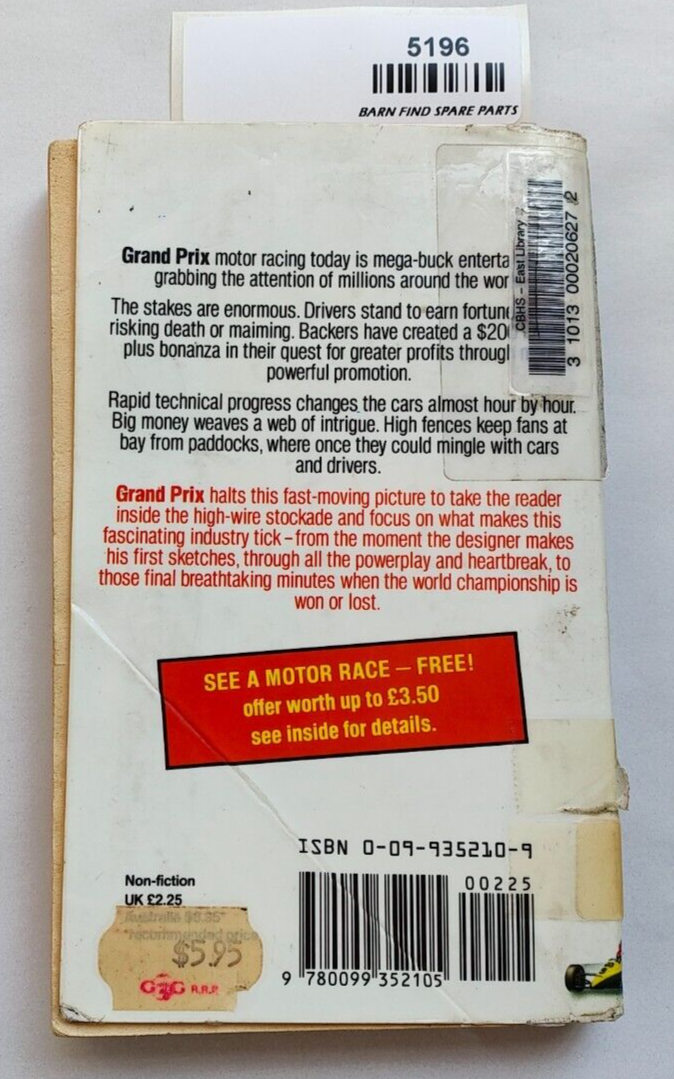 5196
BARN FIND SPARE PARTS
CBHS - East Library
3 1013 00020627 2
Grand Prix motor racing today is mega-buck enterta
grabbing the attention of millions around the wor
The stakes are enormous. Drivers stand to earn fortun
risking death or maiming. Backers have created a $20
plus bonanza in their quest for greater profits throug
powerful promotion.
Rapid technical progress changes the cars almost hour by hour.
Big money weaves a web of intrigue. High fences keep fans at
bay from paddocks, where once they could mingle with cars
and drivers.
Grand Prix halts this fast-moving picture to take the reader
inside the high-wire stockade and focus on what makes this
fascinating industry tick – from the moment the designer makes
his first sketches, through all the powerplay and heartbreak, to
those final breathtaking minutes when the world championship is
won or lost.
SEE A MOTOR RACE – FREE!
offer worth up to £3.50
see inside for details.
ISBN 0-09-935210-9
00225
Non-fiction
UK £2.25
Australia
recommended price
$5.95
G&G R.R.P.
9 780099 352105